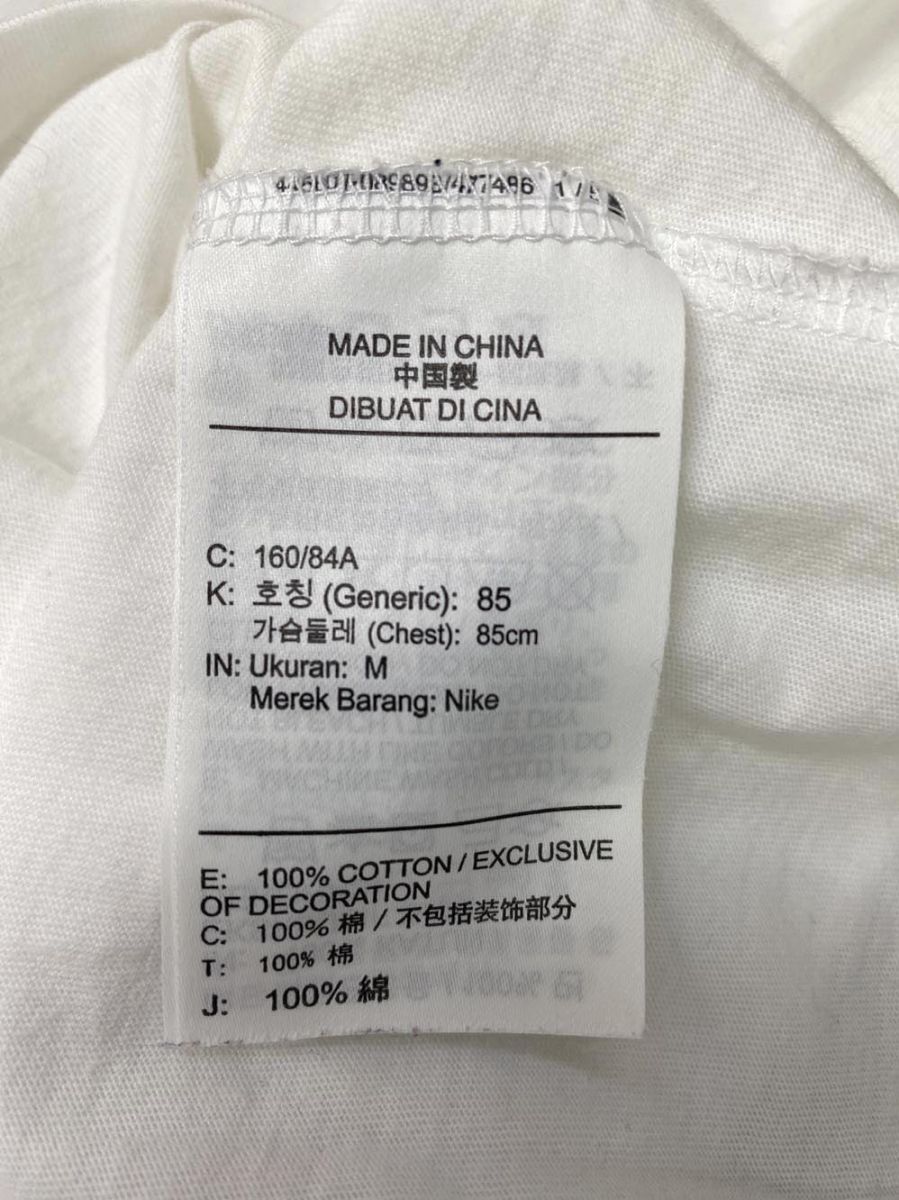 MADE IN CHINA
中国製
DIBUAT DI CINA
C: 160/84A
K: 호칭 (Generic): 85
가슴둘레 (Chest): 85cm
IN: Ukuran: M
Merek Barang: Nike
E: 100% COTTON / EXCLUSIVE
OF DECORATION
C: 100% 棉 / 不包括装饰部分
T: 100% 棉
J: 100% 綿